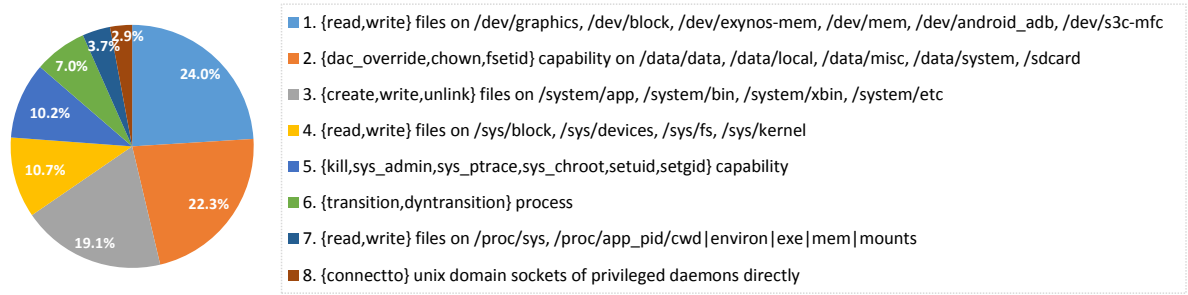 24.0%
22.3%
19.1%
10.7%
10.2%
7.0%
3.7%
2.9%
1. {read,write} files on /dev/graphics, /dev/block, /dev/exynos-mem, /dev/mem, /dev/android_adb, /dev/s3c-mfc
2. {dac_override,chown,fsetid} capability on /data/data, /data/local, /data/misc, /data/system, /sdcard
3. {create,write,unlink} files on /system/app, /system/bin, /system/xbin, /system/etc
4. {read,write} files on /sys/block, /sys/devices, /sys/fs, /sys/kernel
5. {kill,sys_admin,sys_ptrace,sys_chroot,setuid,setgid} capability
6. {transition,dyntransition} process
7. {read,write} files on /proc/sys, /proc/app_pid/cwd|environ|exe|mem|mounts
8. {connectto} unix domain sockets of privileged daemons directly